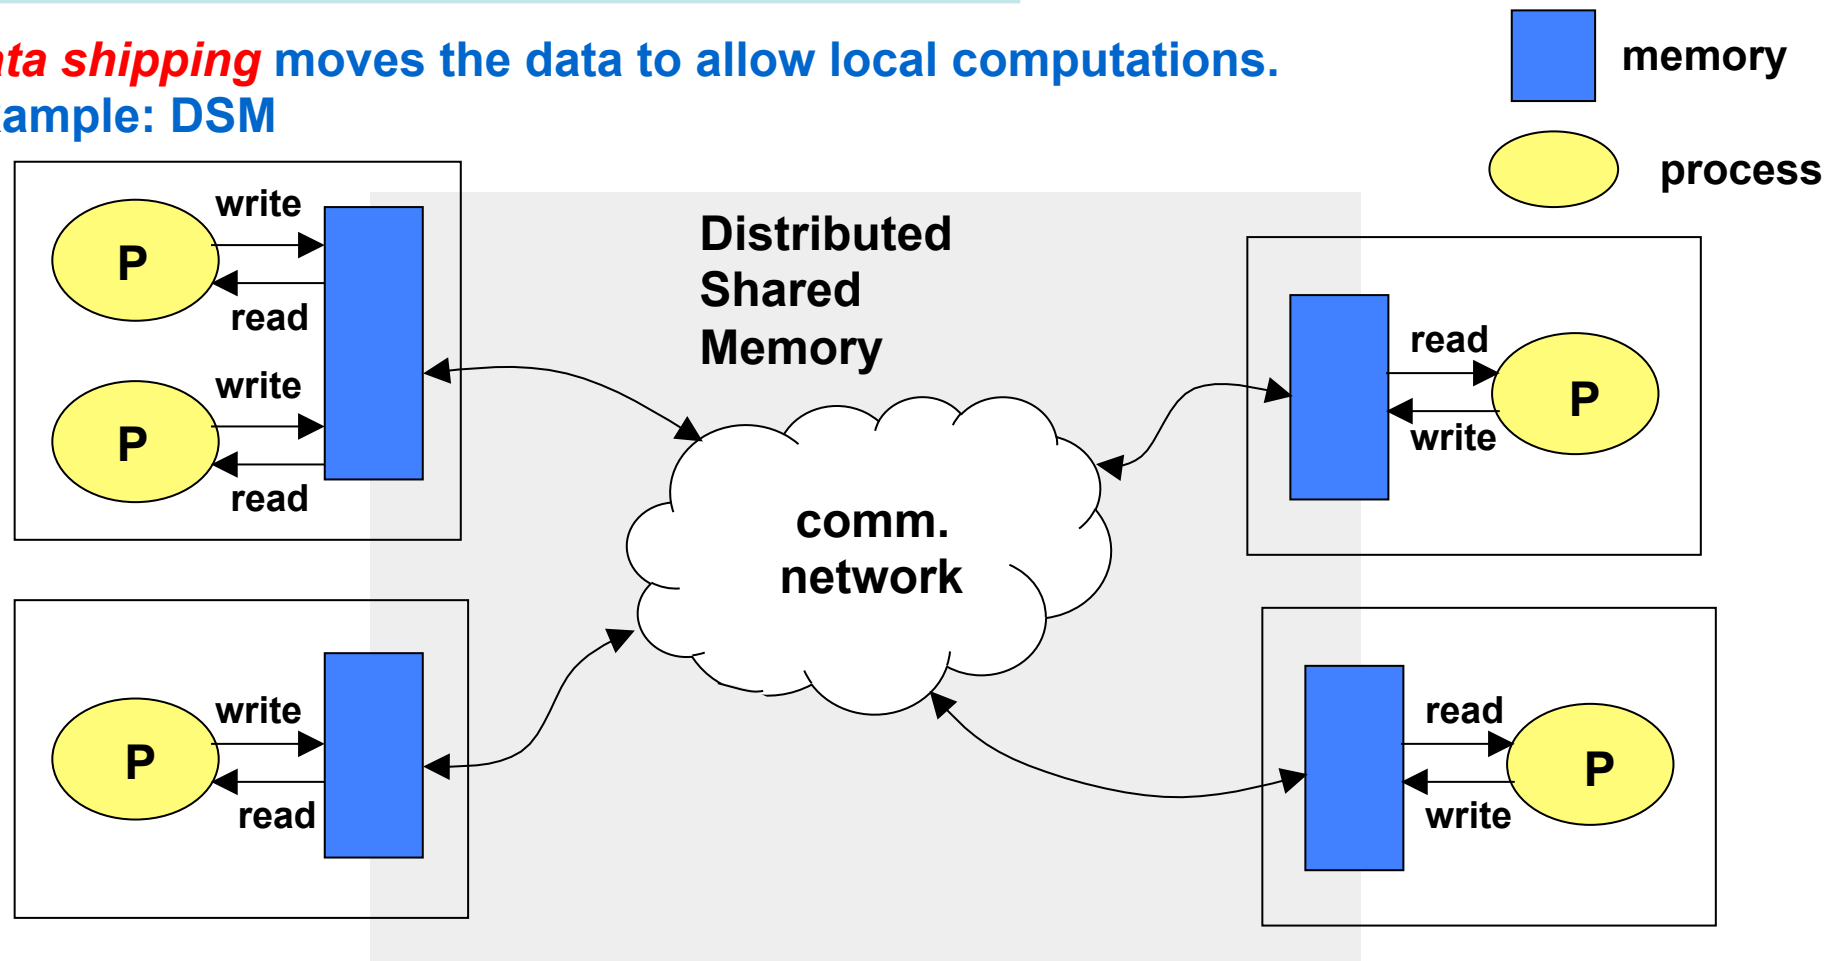 ata shipping moves the data to allow local computations.
xample: DSM
memory
process
write
P
read
write
P
read
Distributed
Shared
Memory
read
P
write
comm.
network
write
P
read
read
P
write